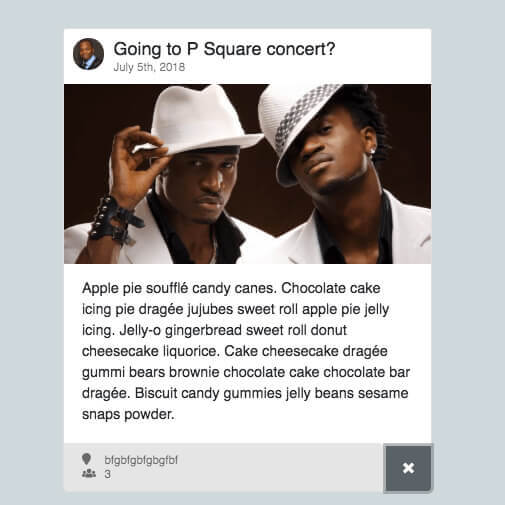 Going to P Square concert?
July 5th, 2018
Apple pie soufflé candy canes. Chocolate cake
icing pie dragée jujubes sweet roll apple pie jelly
icing. Jelly-o gingerbread sweet roll donut
cheesecake liquorice. Cake cheesecake dragée
gummi bears brownie chocolate cake chocolate bar
dragée. Biscuit candy gummies jelly beans sesame
snaps powder.
bfgbfgbfgbgfbf
3